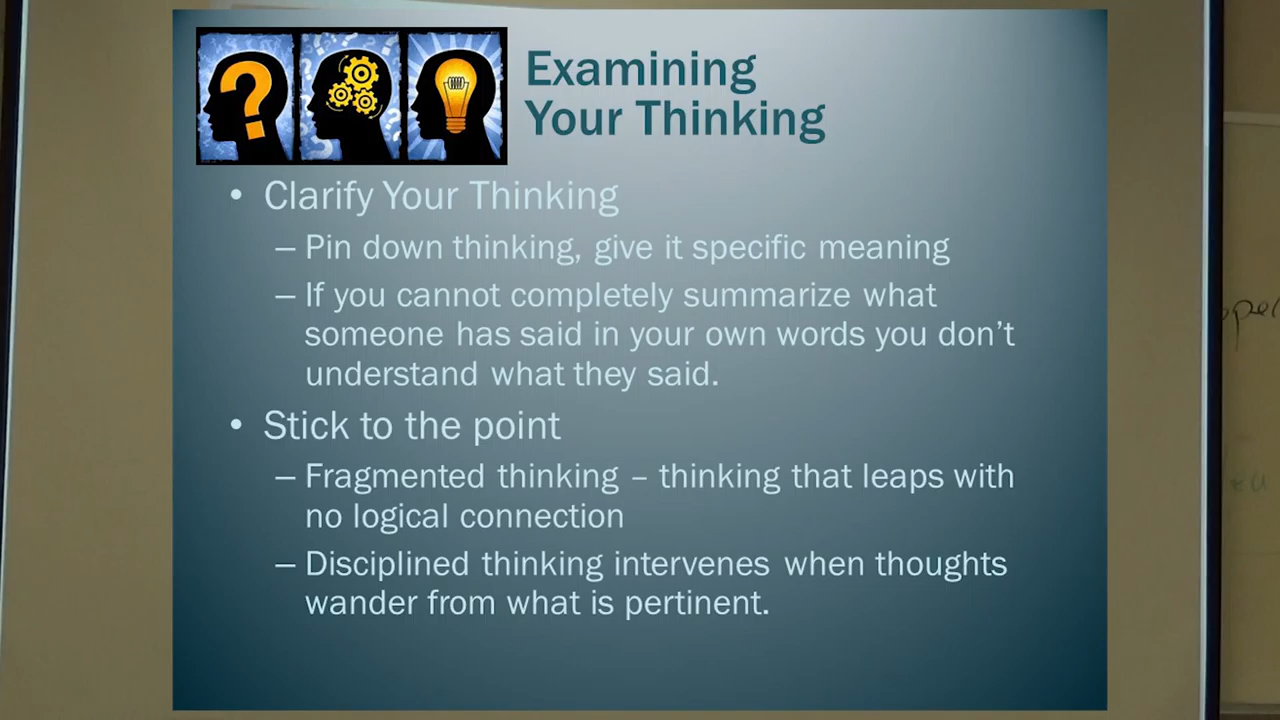 Examining
Your Thinking
• Clarify Your Thinking
– Pin down thinking, give it specific meaning
– If you cannot completely summarize what
someone has said in your own words you don't
understand what they said.
• Stick to the point
– Fragmented thinking – thinking that leaps with
no logical connection
– Disciplined thinking intervenes when thoughts
wander from what is pertinent.